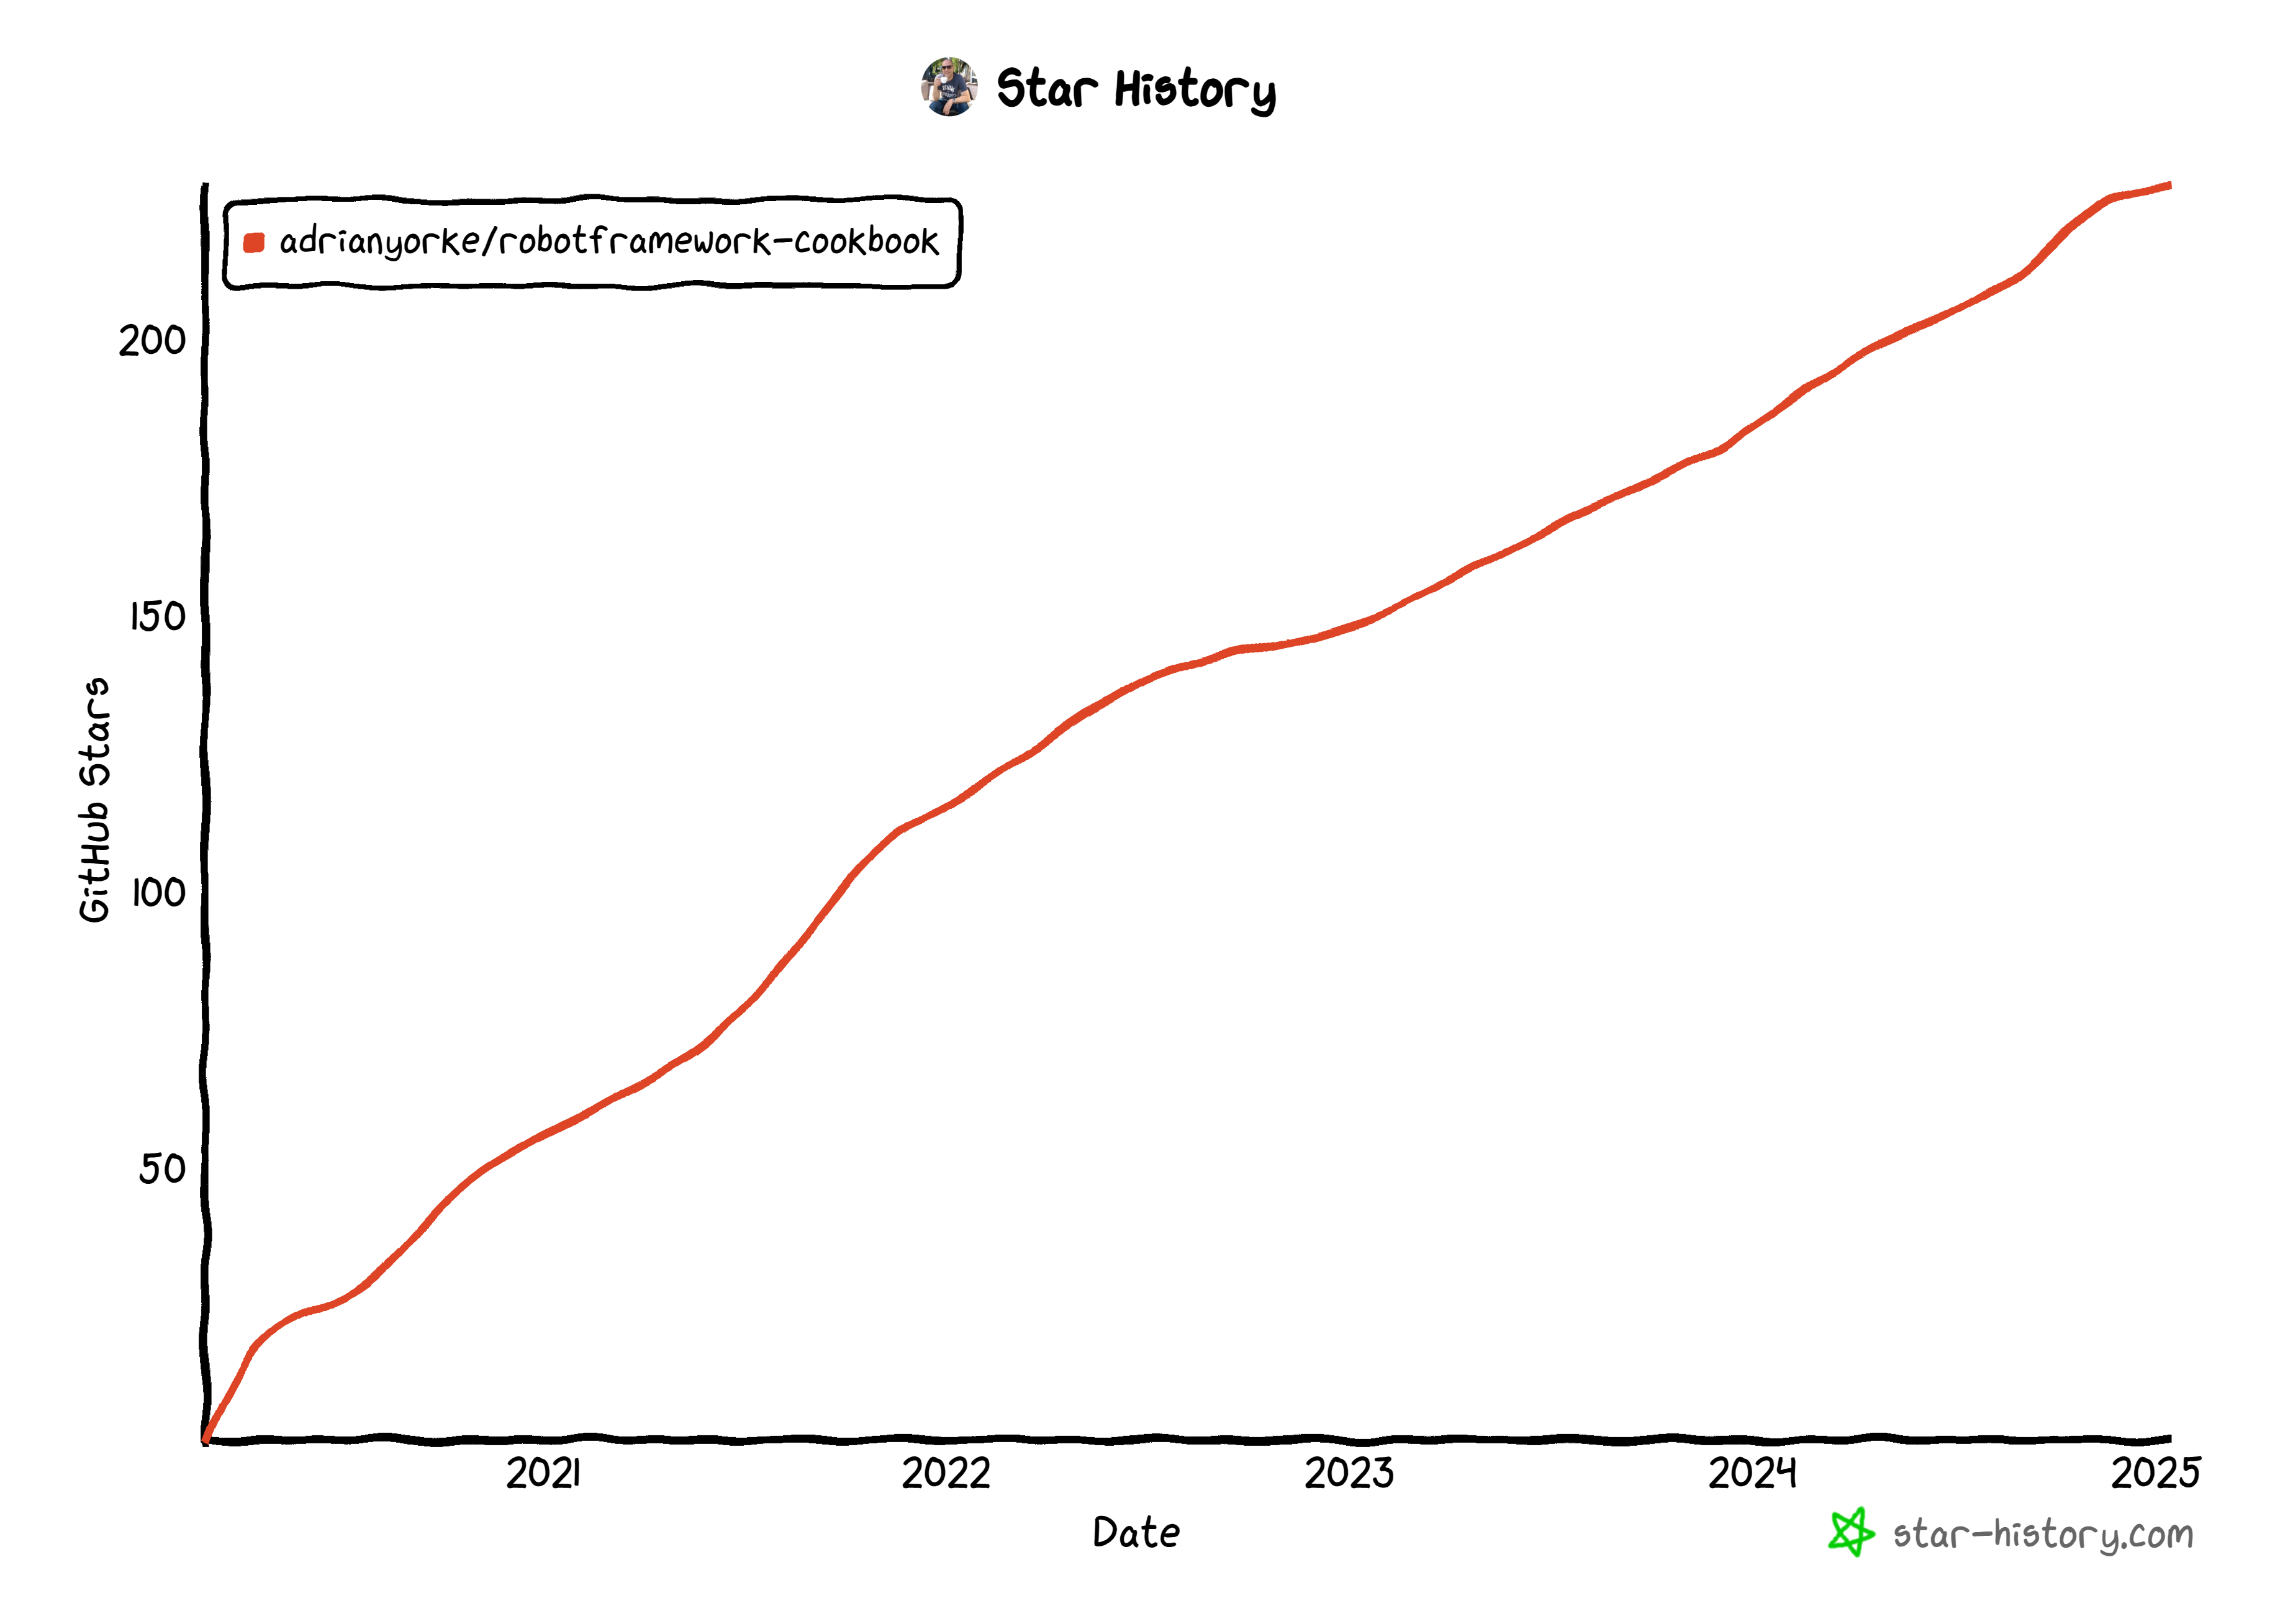 Star History
adrianyorke/robotframework-cookbook
200
150
100
50
GitHub Stars
2021 2022 2023 2024 2025
Date
star-history.com